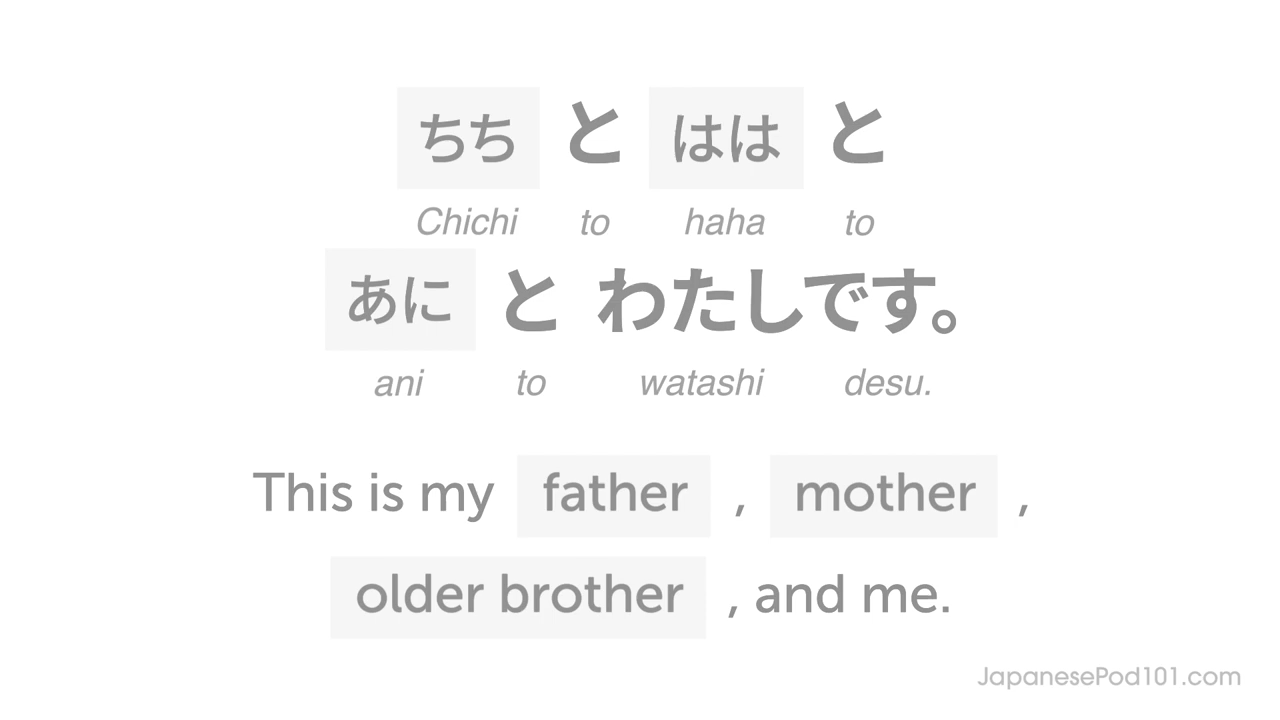 ちち と はは と
Chichi to haha to
あに と わたしです。
ani to watashi desu.
This is my father , mother ,
older brother , and me.
JapanesePod101.com